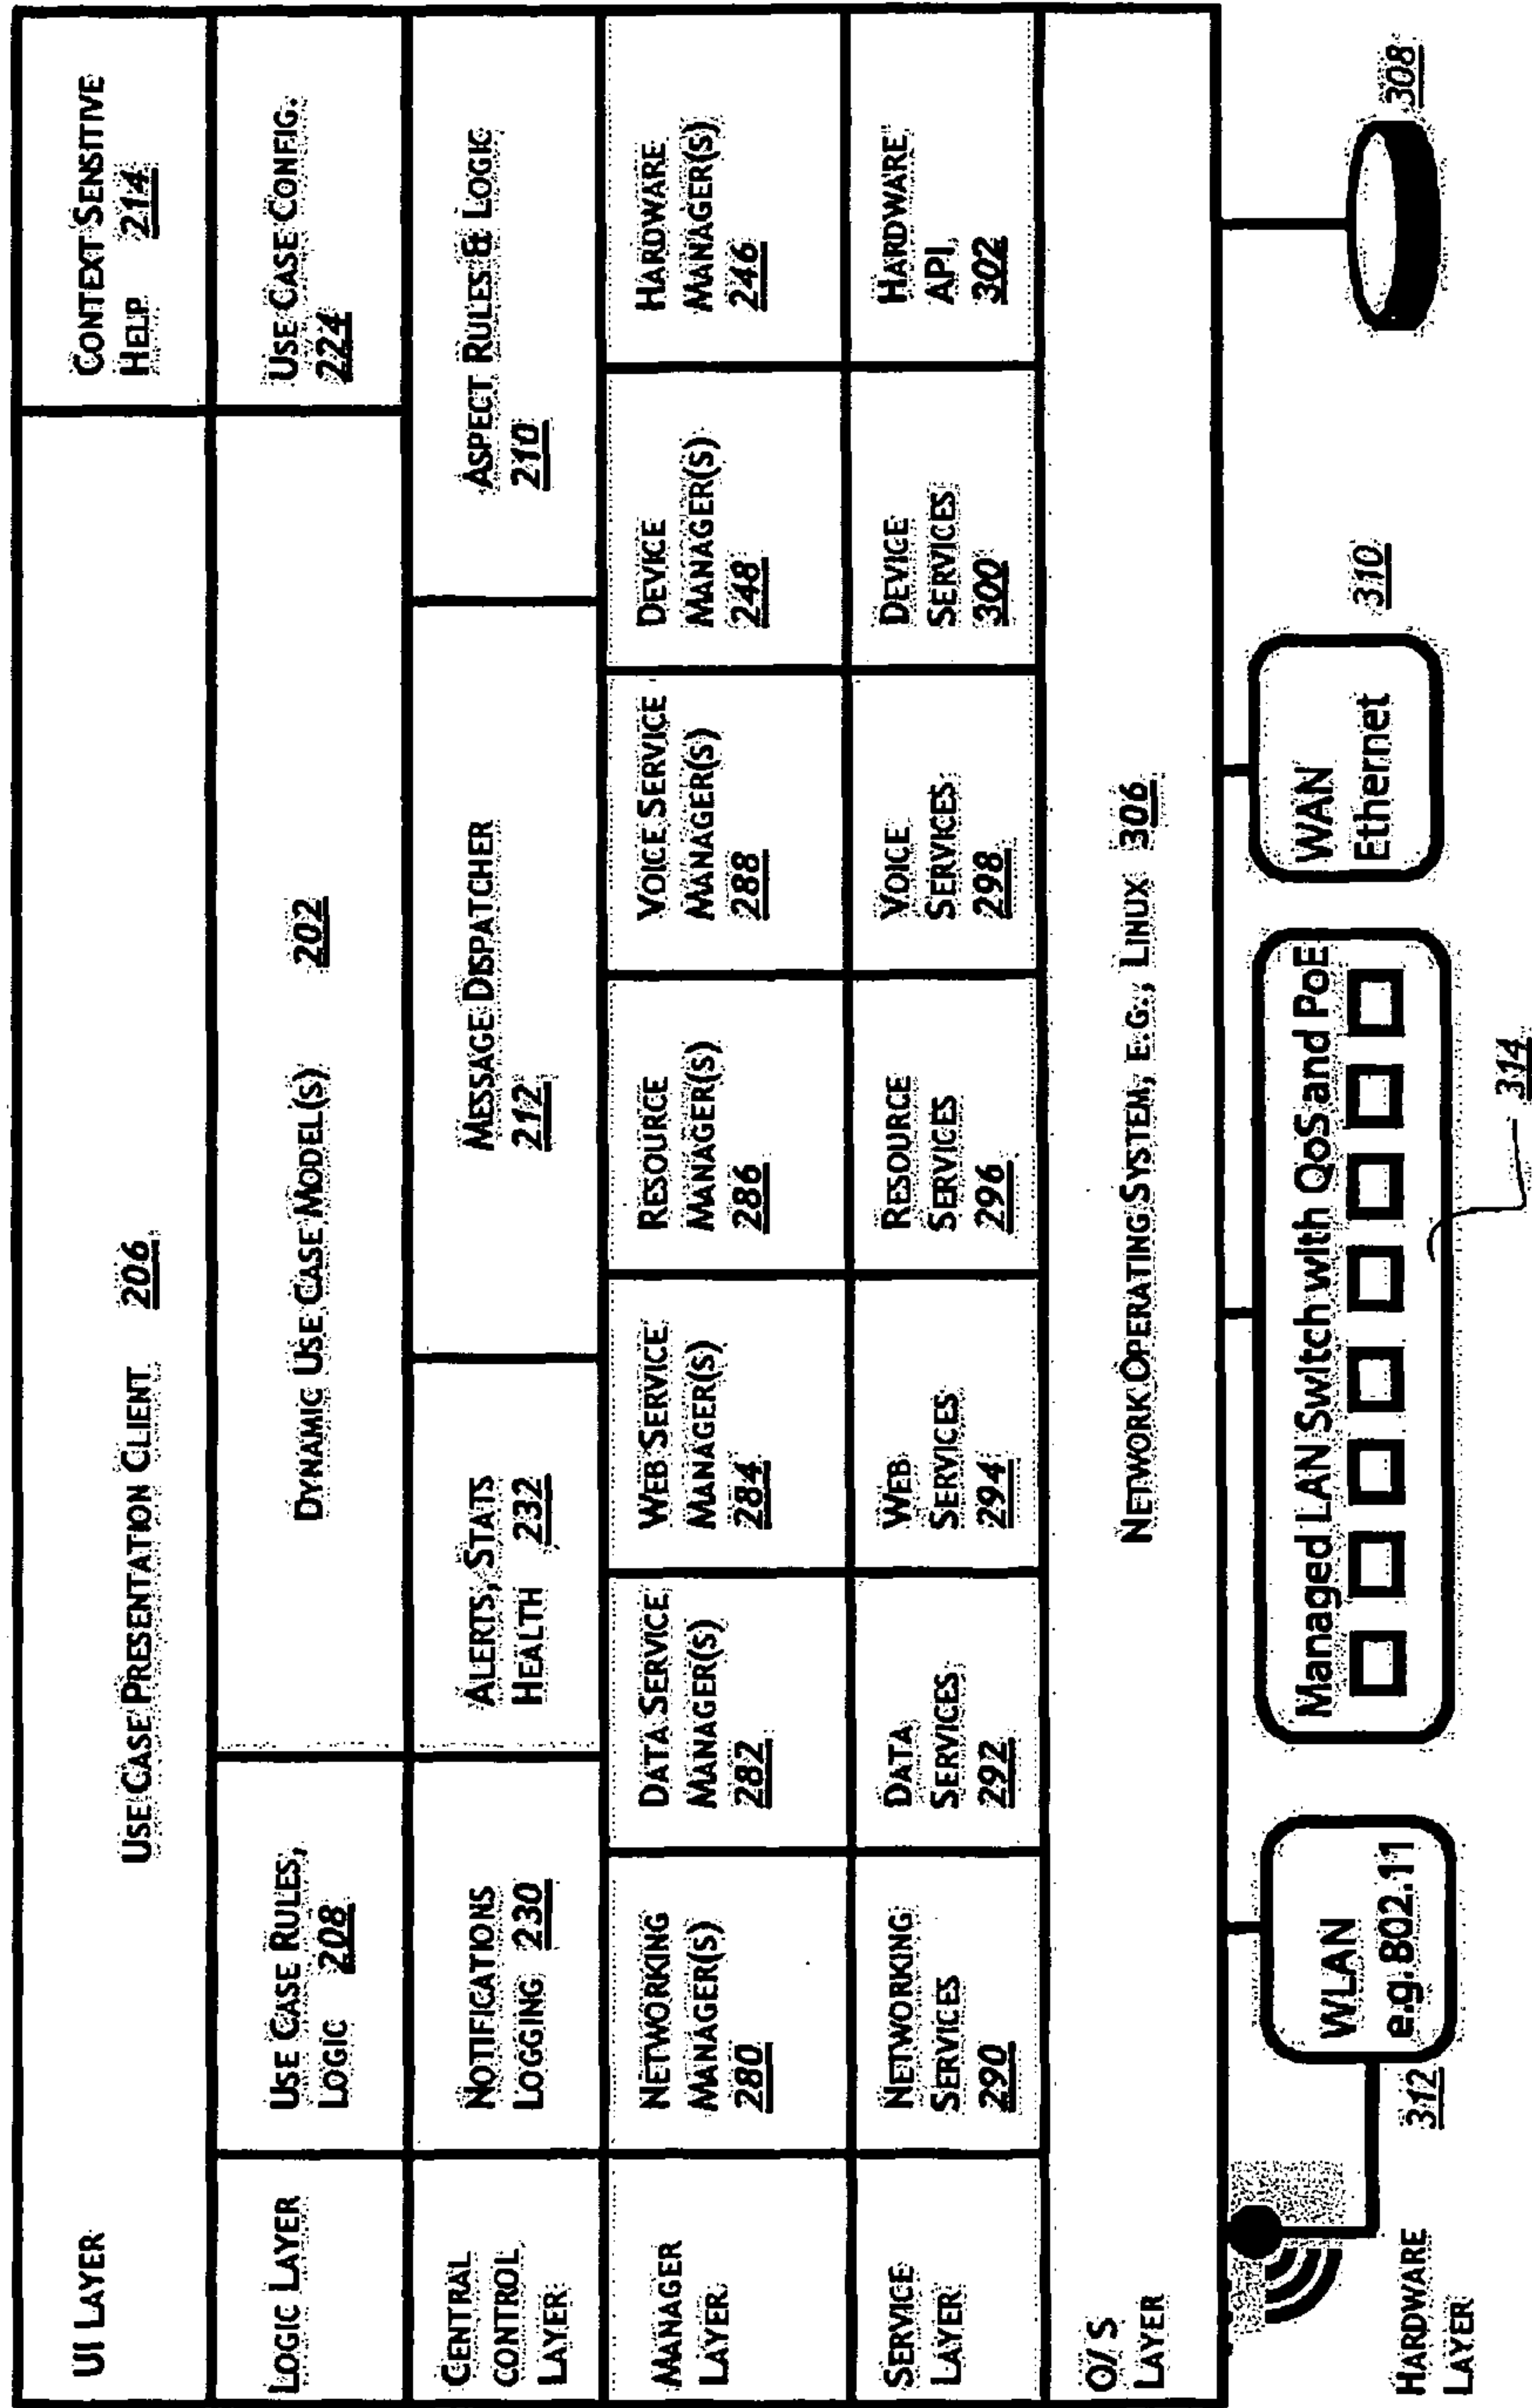 UI LAYER
USE CASE PRESENTATION CLIENT 206
CONTEXT SENSITIVE
HELP 214
LOGIC LAYER
USE CASE RULES,
LOGIC 208
DYNAMIC USE CASE MODEL(S) 202
USE CASE CONFIG.
224
CENTRAL
CONTROL
LAYER
NOTIFICATIONS
LOGGING 230
ALERTS, STATS
HEALTH 232
MESSAGE DISPATCHER
212
ASPECT RULES & LOGIC
210
MANAGER
LAYER
NETWORKING
MANAGER(S)
280
DATA SERVICE
MANAGER(S)
282
WEB SERVICE
MANAGER(S)
284
RESOURCE
MANAGER(S)
286
VOICE SERVICE
MANAGER(S)
288
DEVICE
MANAGER(S)
248
HARDWARE
MANAGER(S)
246
SERVICE
LAYER
NETWORKING
SERVICES
290
DATA
SERVICES
292
WEB
SERVICES
294
RESOURCE
SERVICES
296
VOICE
SERVICES
298
DEVICE
SERVICES
300
HARDWARE
API
302
O/S
LAYER
NETWORK OPERATING SYSTEM, E.G., LINUX 306
HARDWARE
LAYER
312
WLAN
e.g. 802.11
Managed LAN Switch with QoS and PoE
314
WAN
Ethernet
310
308